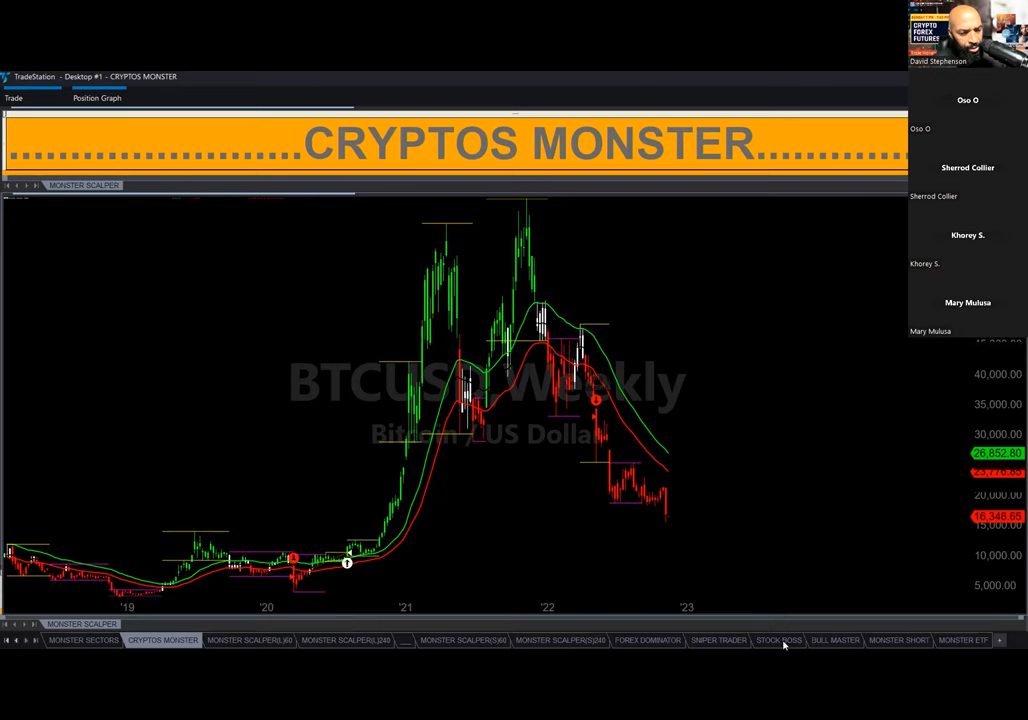 TradeStation - Desktop #1 - CRYPTOS MONSTER
Trade Position Graph
CRYPTO
FOREX
FUTURES
David Stephenson
.......................CRYPTOS MONSTER............
MONSTER SCALPER
Oso O
Oso O
Sherrod Collier
Sherrod Collier
Khorey S.
Khorey S.
Mary Mulusa
Mary Mulusa
BTCUSD, Weekly
Bitcoin / US Dollar
40,000.00
35,000.00
30,000.00
26,852.80
20,000.00
16,348.65
15,000.00
10,000.00
5,000.00
'19 '20 '21 '22 '23
MONSTER SCALPER
MONSTER SECTORS CRYPTOS MONSTER MONSTER SCALPER(L)60 MONSTER SCALPER(L)240 MONSTER SCALPER(S)60 MONSTER SCALPER(S)240 FOREX DOMINATOR SNIPER TRADER STOCK BOSS BULL MASTER MONSTER SHORT MONSTER ETF +